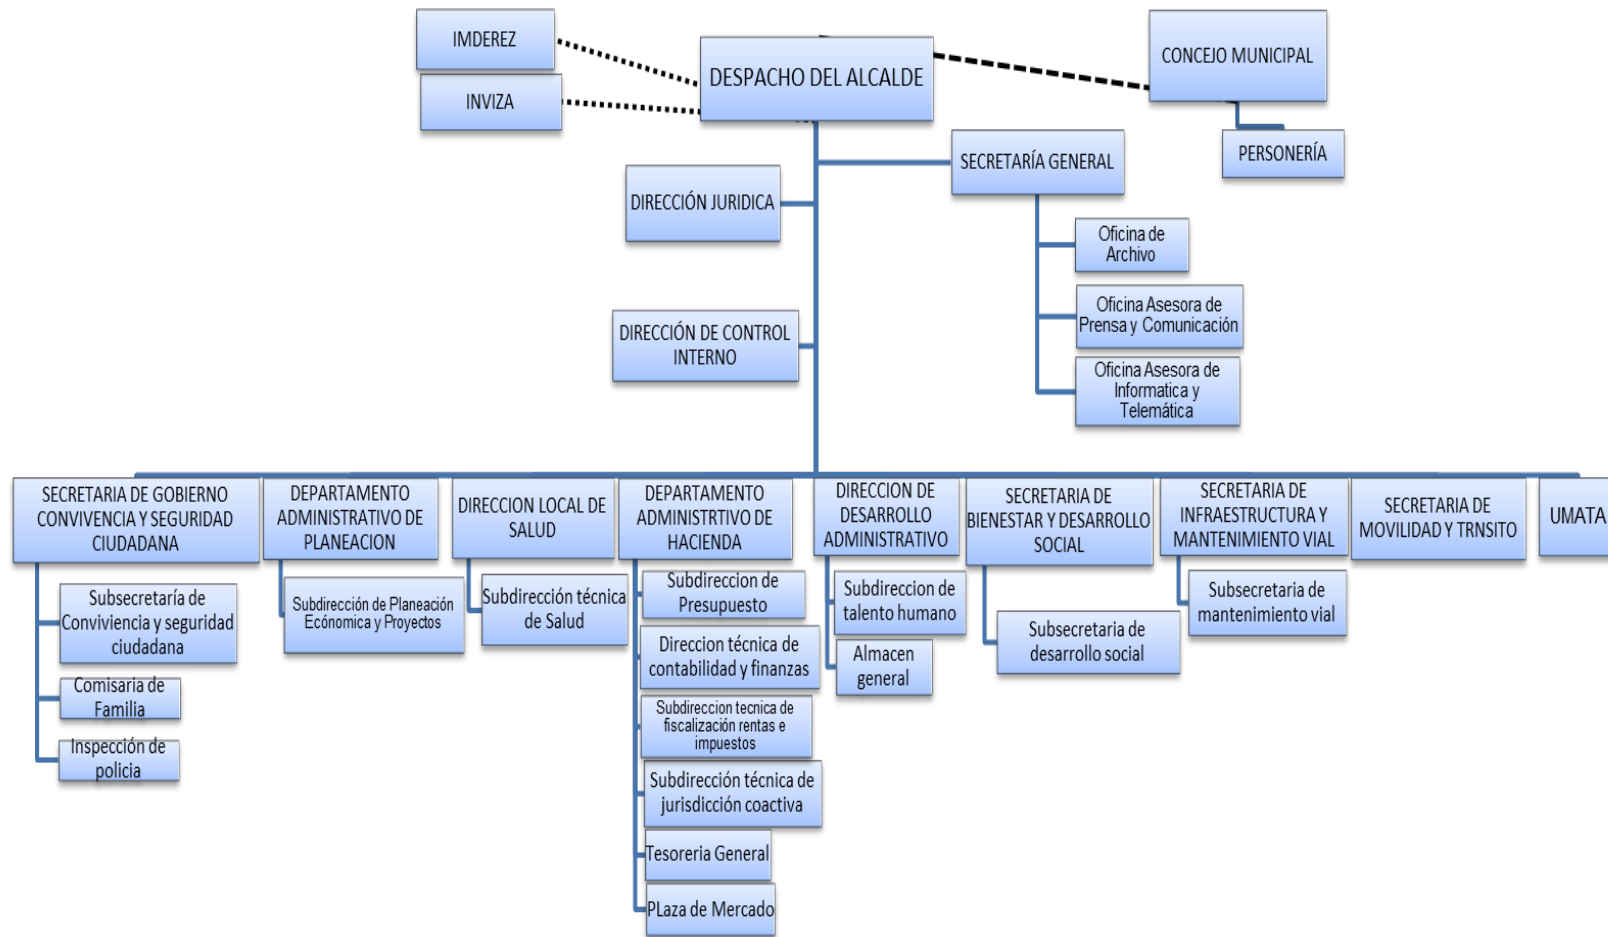 IMDEREZ
INVIZA
DESPACHO DEL ALCALDE
CONCEJO MUNICIPAL
PERSONERÍA
SECRETARÍA GENERAL
DIRECCIÓN JURIDICA
Oficina de
Archivo
Oficina Asesora de
Prensa y Comunicación
DIRECCIÓN DE CONTROL
INTERNO
Oficina Asesora de
Informatica y
Telemática
SECRETARIA DE GOBIERNO
CONVIVENCIA Y SEGURIDAD
CIUDADANA
Subsecretaría de
Conviviencia y seguridad
ciudadana
Comisaria de
Familia
Inspección de
policia
DEPARTAMENTO
ADMINISTRATIVO DE
PLANEACION
Subdirección de Planeación
Ecónomica y Proyectos
DIRECCION LOCAL DE
SALUD
Subdirección técnica
de Salud
DEPARTAMENTO
ADMINISTRTIVO DE
HACIENDA
Subdireccion de
Presupuesto
Direccion técnica de
contabilidad y finanzas
Subdireccion tecnica de
fiscalización rentas e
impuestos
Subdirección técnica de
jurisdicción coactiva
Tesoreria General
PLaza de Mercado
DIRECCION DE
DESARROLLO
ADMINISTRATIVO
Subdireccion de
talento humano
Almacen
general
SECRETARIA DE
BIENESTAR Y DESARROLLO
SOCIAL
Subsecretaria de
desarrollo social
SECRETARIA DE
INFRAESTRUCTURA Y
MANTENIMIENTO VIAL
Subsecretaria de
mantenimiento vial
SECRETARIA DE
MOVILIDAD Y TRNSITO
UMATA